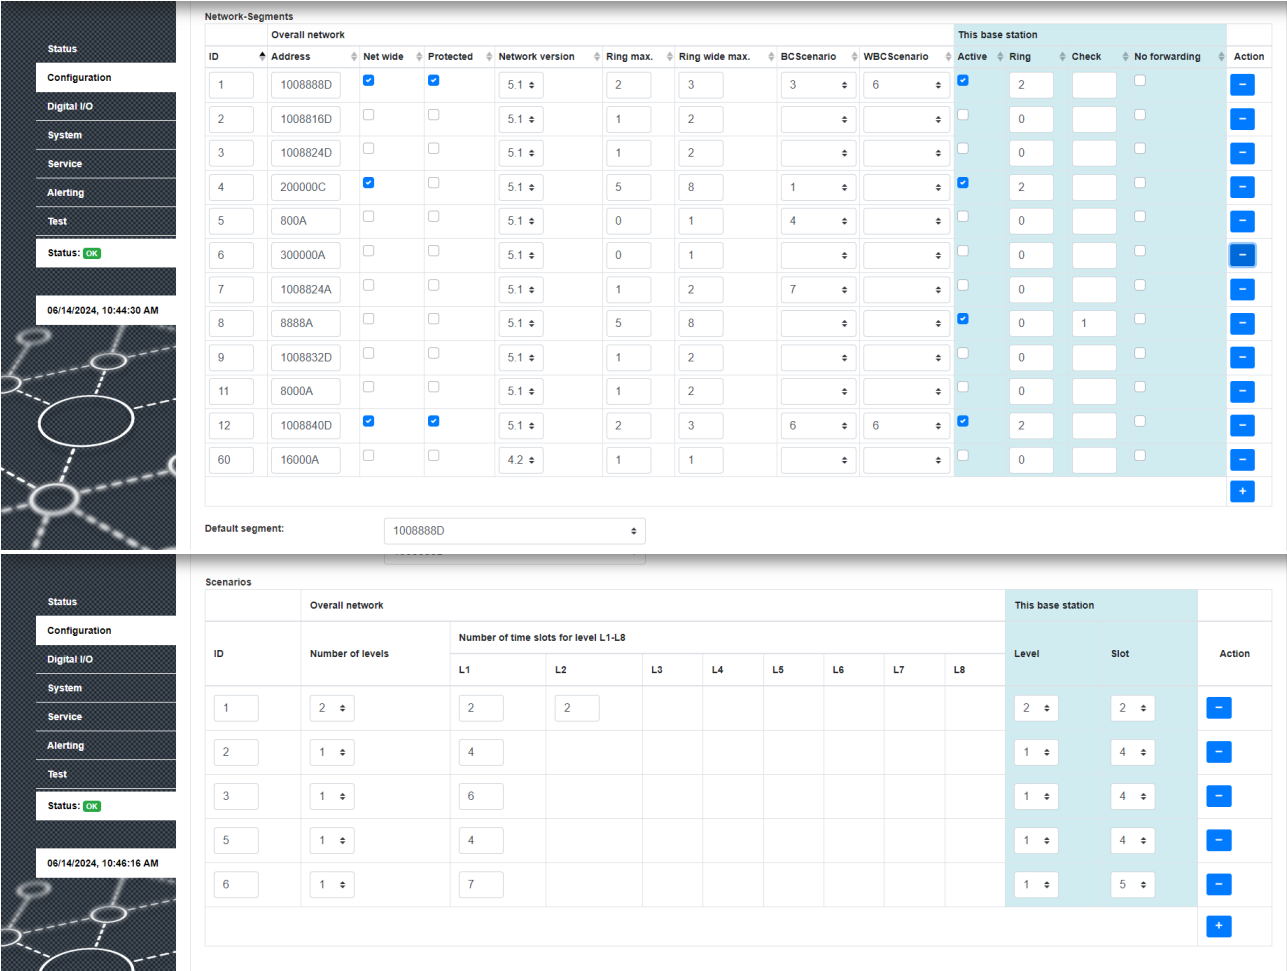 Status
Configuration
Digital I/O
System
Service
Alerting
Test
Status: OK
06/14/2024, 10:44:30 AM
Network-Segments
Overall network This base station
ID Address Net wide Protected Network version Ring max. Ring wide max. BCScenario WBCScenario Active Ring Check No forwarding Action
1 1008888D 5.1 2 3 3 6 2 −
2 1008816D 5.1 1 2 0 −
3 1008824D 5.1 1 2 0 −
4 200000C 5.1 5 8 1 2 −
5 800A 5.1 0 1 4 0 −
6 300000A 5.1 0 1 0 −
7 1008824A 5.1 1 2 7 0 −
8 8888A 5.1 5 8 0 1 −
9 1008832D 5.1 1 2 0 −
11 8000A 5.1 1 2 0 −
12 1008840D 5.1 2 3 6 6 2 −
60 16000A 4.2 1 1 0 −
+
Default segment: 1008888D
Status
Configuration
Digital I/O
System
Service
Alerting
Test
Status: OK
06/14/2024, 10:46:16 AM
Scenarios
Overall network This base station
ID Number of levels Number of time slots for level L1-L8 Level Slot Action
L1 L2 L3 L4 L5 L6 L7 L8
1 2 2 2 2 2 −
2 1 4 1 4 −
3 1 6 1 4 −
5 1 4 1 4 −
6 1 7 1 5 −
+